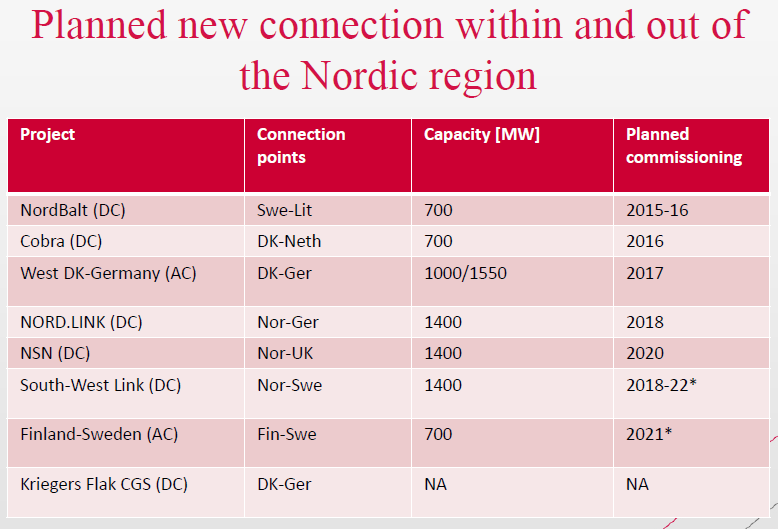 Planned new connection within and out of
the Nordic region
Project Connection points Capacity [MW] Planned commissioning
NordBalt (DC) Swe-Lit 700 2015-16
Cobra (DC) DK-Neth 700 2016
West DK-Germany (AC) DK-Ger 1000/1550 2017
NORD.LINK (DC) Nor-Ger 1400 2018
NSN (DC) Nor-UK 1400 2020
South-West Link (DC) Nor-Swe 1400 2018-22*
Finland-Sweden (AC) Fin-Swe 700 2021*
Kriegers Flak CGS (DC) DK-Ger NA NA